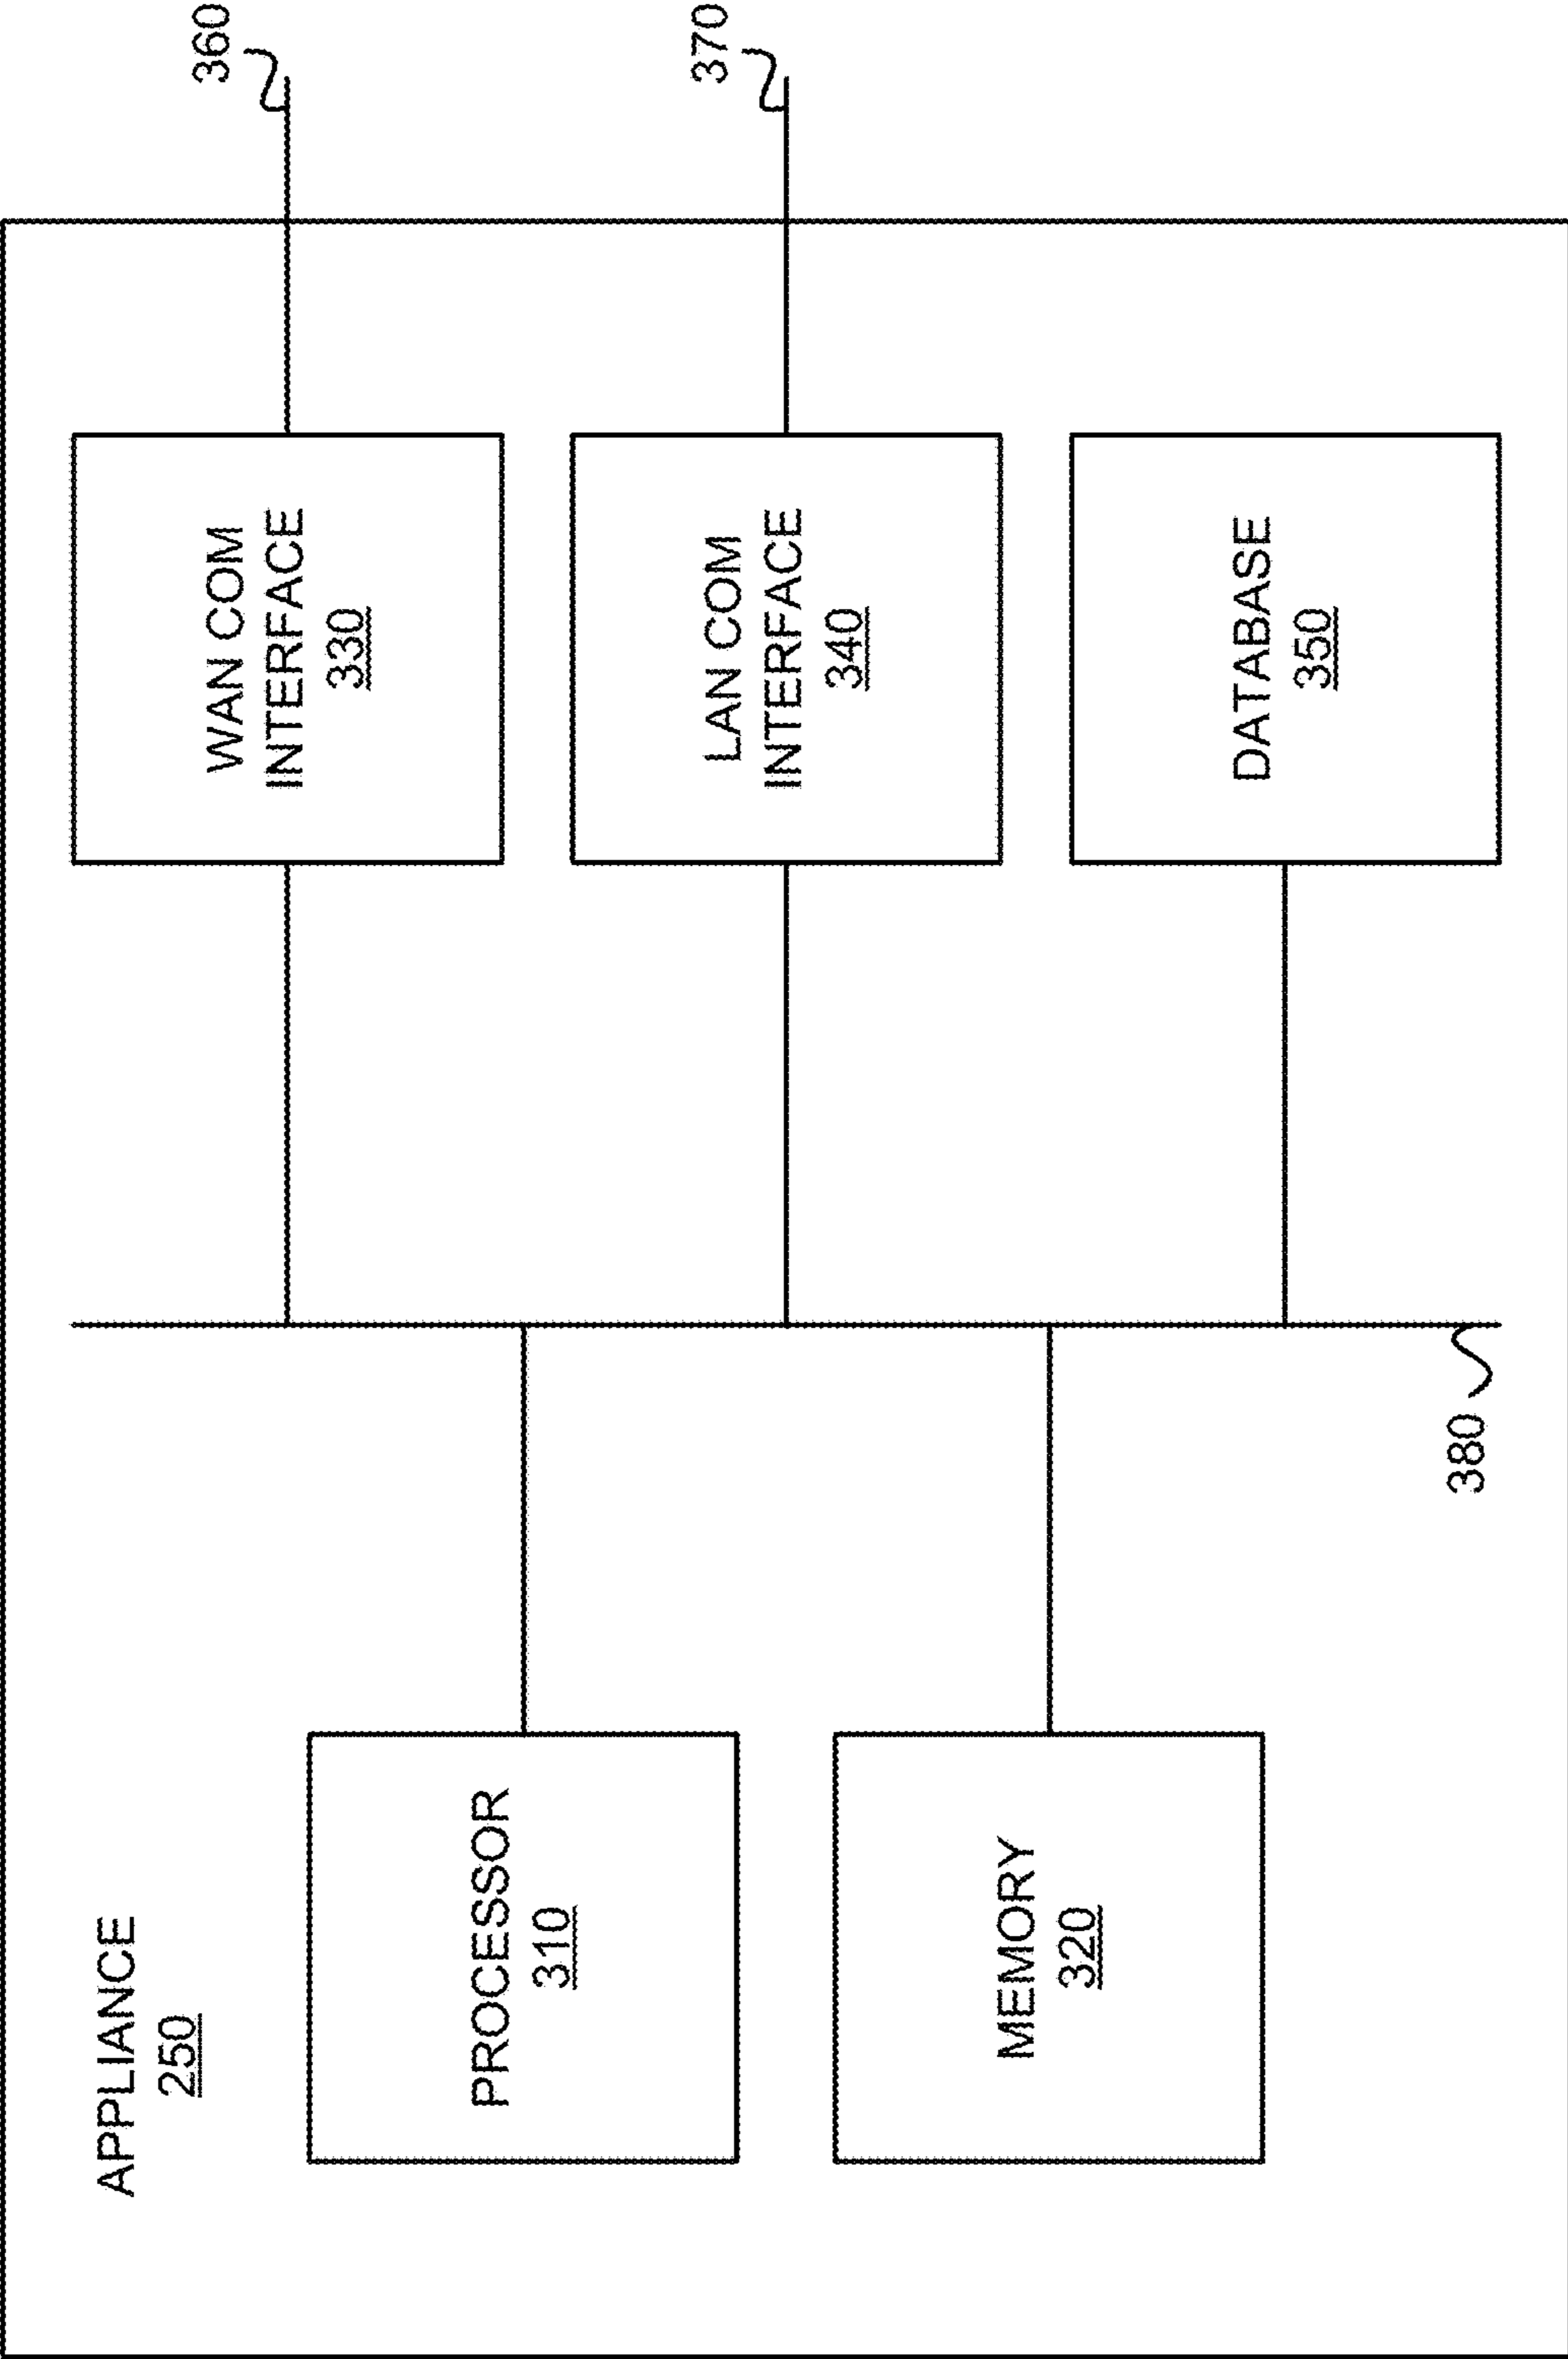 APPLIANCE
250
PROCESSOR
310
MEMORY
320
380
WAN COM
INTERFACE
330
LAN COM
INTERFACE
340
DATABASE
350
360
370